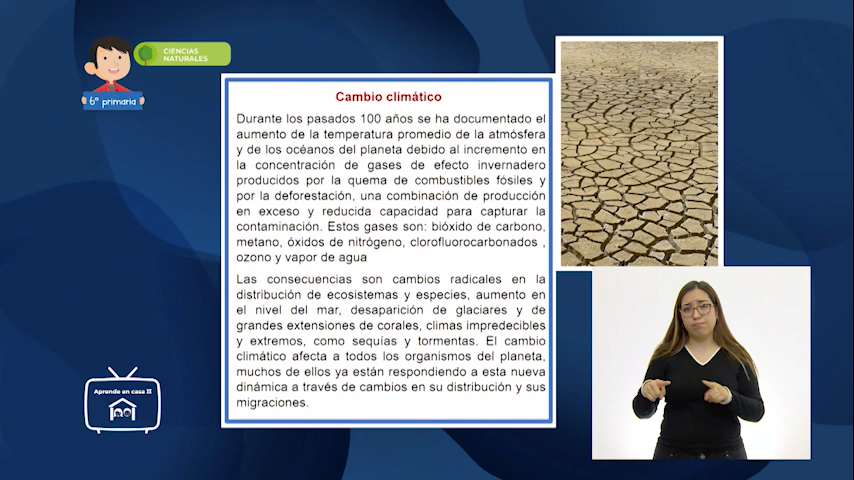 CIENCIAS
NATURALES
6° primaria
Cambio climático
Durante los pasados 100 años se ha documentado el
aumento de la temperatura promedio de la atmósfera
y de los océanos del planeta debido al incremento en
la concentración de gases de efecto invernadero
producidos por la quema de combustibles fósiles y
por la deforestación, una combinación de producción
en exceso y reducida capacidad para capturar la
contaminación. Estos gases son: bióxido de carbono,
metano, óxidos de nitrógeno, clorofluorocarbonados ,
ozono y vapor de agua
Las consecuencias son cambios radicales en la
distribución de ecosistemas y especies, aumento en
el nivel del mar, desaparición de glaciares y de
grandes extensiones de corales, climas impredecibles
y extremos, como sequías y tormentas. El cambio
climático afecta a todos los organismos del planeta,
muchos de ellos ya están respondiendo a esta nueva
dinámica a través de cambios en su distribución y sus
migraciones.
Aprende en casa II